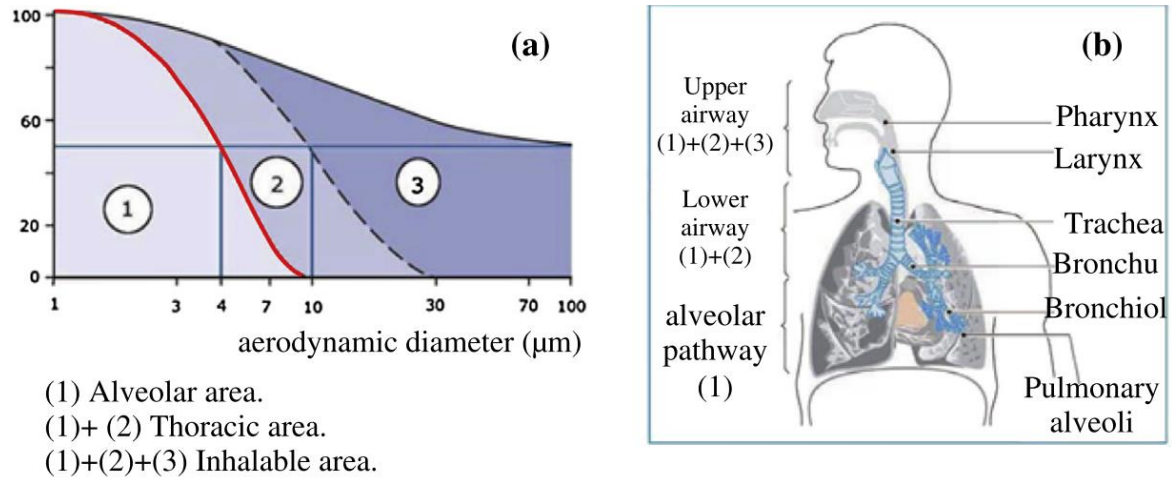 100
60
20
0
1 3 4 7 10 30 70 100
(a)
1
2
3
aerodynamic diameter (µm)
(1) Alveolar area.
(1)+ (2) Thoracic area.
(1)+(2)+(3) Inhalable area.
(b)
Upper
airway
(1)+(2)+(3)
Lower
airway
(1)+(2)
alveolar
pathway
(1)
Pharynx
Larynx
Trachea
Bronchu
Bronchiol
Pulmonary
alveoli